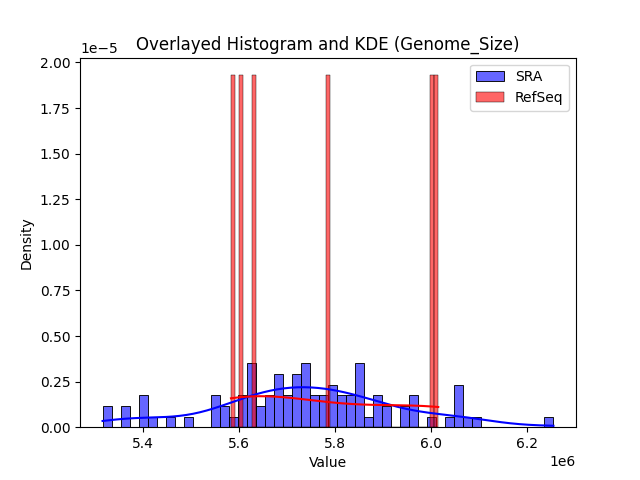 Overlayed Histogram and KDE (Genome_Size)
1e−5
2.00
1.75
1.50
1.25
1.00
0.75
0.50
0.25
0.00
Density
SRA
RefSeq
5.4
5.6
5.8
6.0
6.2
1e6
Value